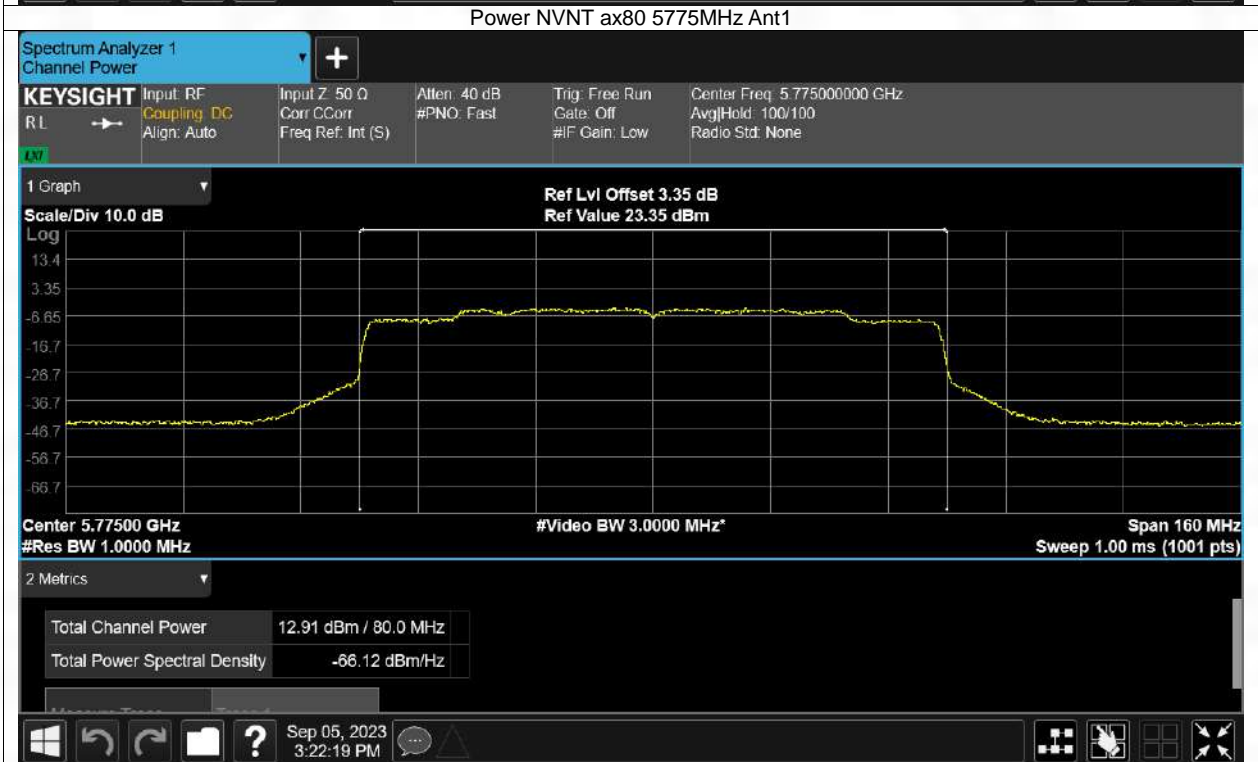 Power NVNT ax80 5775MHz Ant1
Spectrum Analyzer 1
Channel Power
KEYSIGHT
RL
LXI
Input: RF
Coupling: DC
Align: Auto
Input Z: 50 Ω
Corr CCorr
Freq Ref: Int (S)
Atten: 40 dB
#PNO: Fast
Trig: Free Run
Gate: Off
#IF Gain: Low
Center Freq: 5.775000000 GHz
Avg|Hold: 100/100
Radio Std: None
1 Graph
Scale/Div 10.0 dB
Ref Lvl Offset 3.35 dB
Ref Value 23.35 dBm
Log
13.4
3.35
-6.65
-16.7
-26.7
-36.7
-46.7
-56.7
-66.7
Center 5.77500 GHz
#Res BW 1.0000 MHz
#Video BW 3.0000 MHz*
Span 160 MHz
Sweep 1.00 ms (1001 pts)
2 Metrics
Total Channel Power 12.91 dBm / 80.0 MHz
Total Power Spectral Density -66.12 dBm/Hz
?
Sep 05, 2023
3:22:19 PM